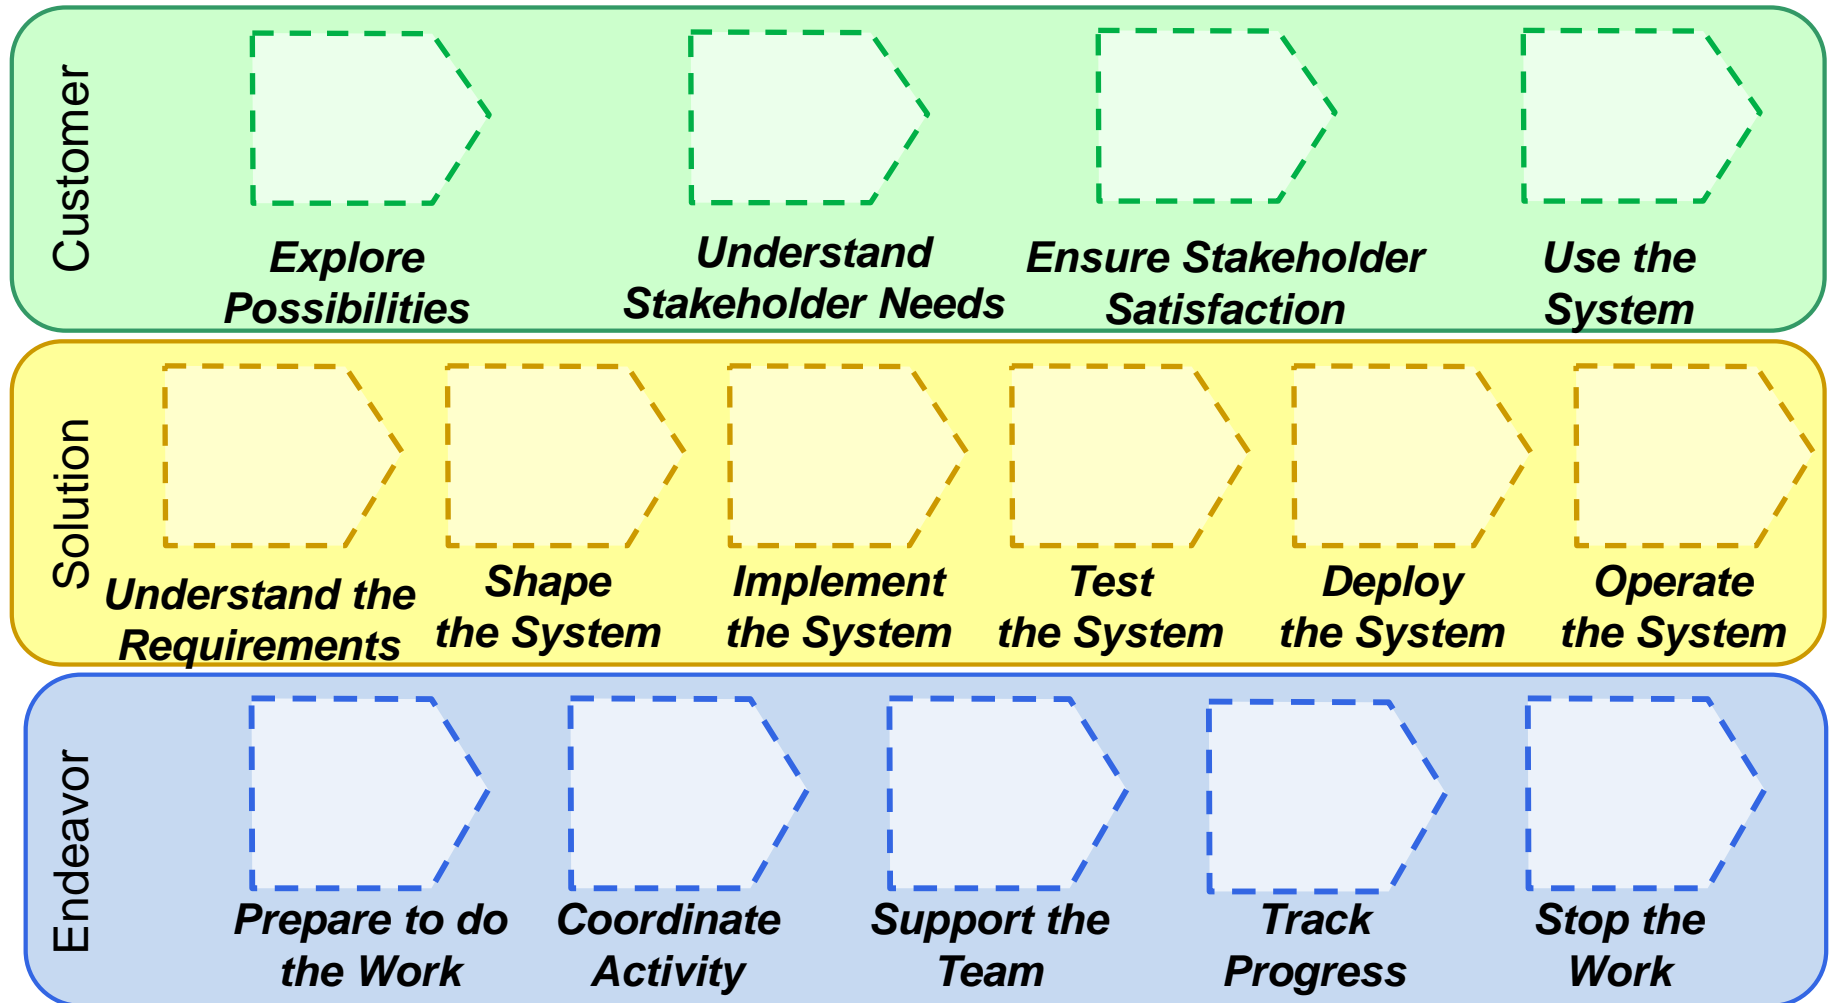 Customer
Explore
Possibilities
Understand
Stakeholder Needs
Ensure Stakeholder
Satisfaction
Use the
System
Solution
Understand the
Requirements
Shape
the System
Implement
the System
Test
the System
Deploy
the System
Operate
the System
Endeavor
Prepare to do
the Work
Coordinate
Activity
Support the
Team
Track
Progress
Stop the
Work